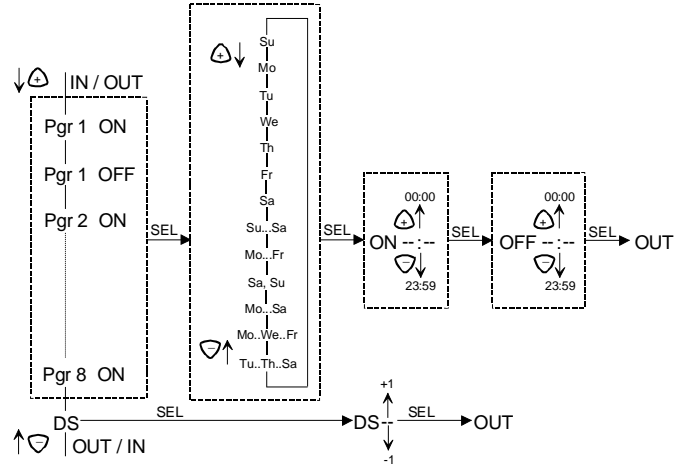 +
IN / OUT
Pgr 1 ON
Pgr 1 OFF
Pgr 2 ON
Pgr 8 ON
DS
-
OUT / IN
SEL
+
Su
Mo
Tu
We
Th
Fr
Sa
Su...Sa
Mo...Fr
Sa, Su
Mo...Sa
Mo..We..Fr
Tu..Th..Sa
-
SEL
00:00
+
ON --:--
-
23:59
SEL
00:00
+
OFF --:--
-
23:59
SEL
OUT
SEL
+1
DS--
-1
SEL
OUT